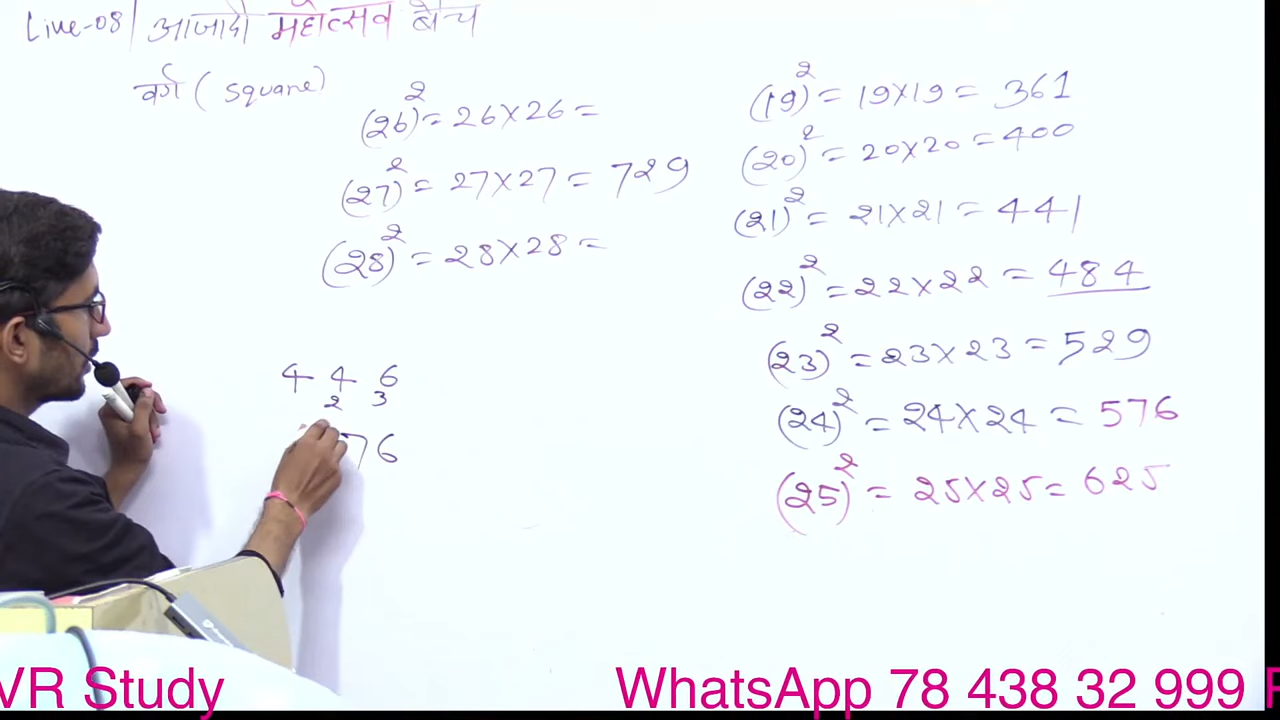 Live-08 | आजादी महोत्सव बैच
वर्ग (square)
(26)² = 26×26 =
(27)² = 27×27 = 729
(28)² = 28×28 =
4 4 6
2 3
76
(19)² = 19×19 = 361
(20)² = 20×20 = 400
(21)² = 21×21 = 441
(22)² = 22×22 = 484
(23)² = 23×23 = 529
(24)² = 24×24 = 576
(25)² = 25×25 = 625
VR Study
WhatsApp 78 438 32 999